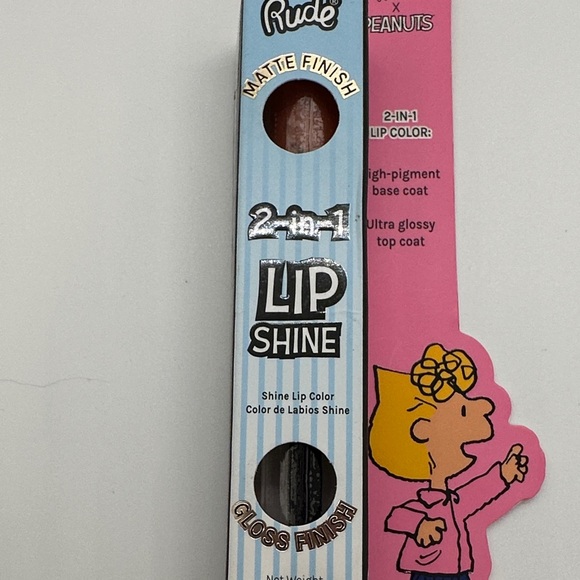 Rude®
MATTE FINISH
2-in-1
LIP
SHINE
Shine Lip Color
Color de Labios Shine
GLOSS FINISH
Net Weight
X
PEANUTS
2-IN-1
LIP COLOR:
igh-pigment
base coat
Ultra glossy
top coat